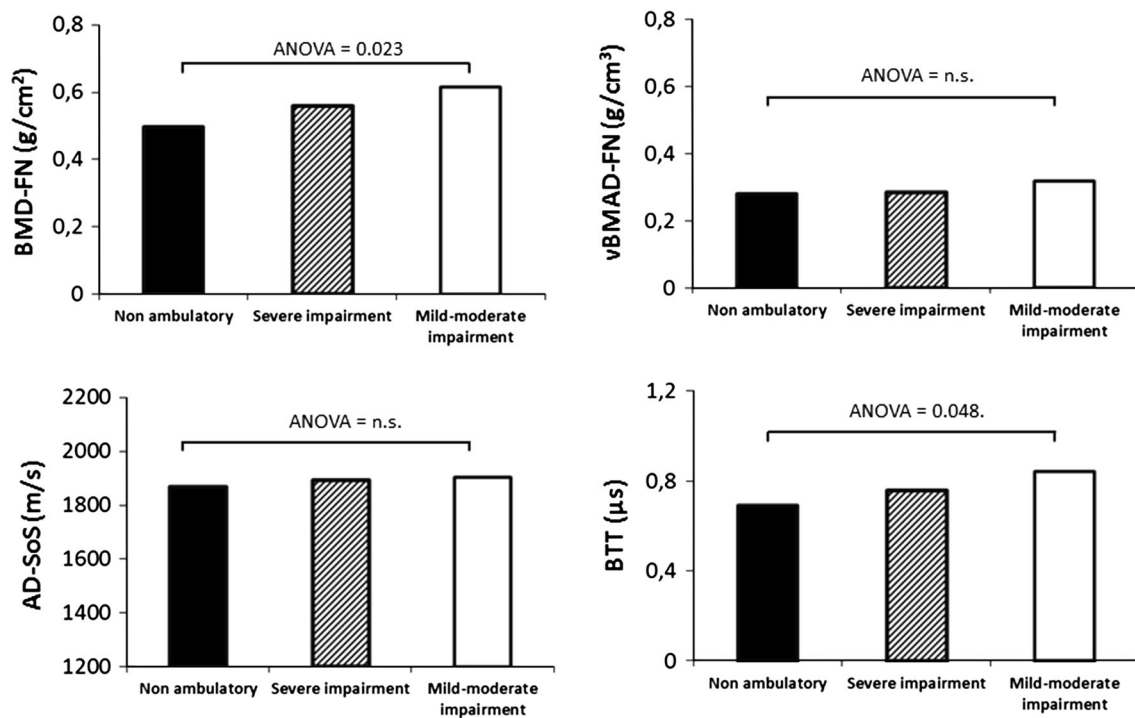 0,8
ANOVA = 0.023
0,6
0,4
0,2
0
BMD-FN (g/cm²)
Non ambulatory Severe impairment Mild-moderate
impairment
0,8
ANOVA = n.s.
0,6
0,4
0,2
0
vBMAD-FN (g/cm³)
Non ambulatory Severe impairment Mild-moderate
impairment
2200
ANOVA = n.s.
2000
1800
1600
1400
1200
AD-SoS (m/s)
Non ambulatory Severe impairment Mild-moderate
impairment
1,2
ANOVA = 0.048.
0,8
0,4
0
BTT (µs)
Non ambulatory Severe impairment Mild-moderate
impairment